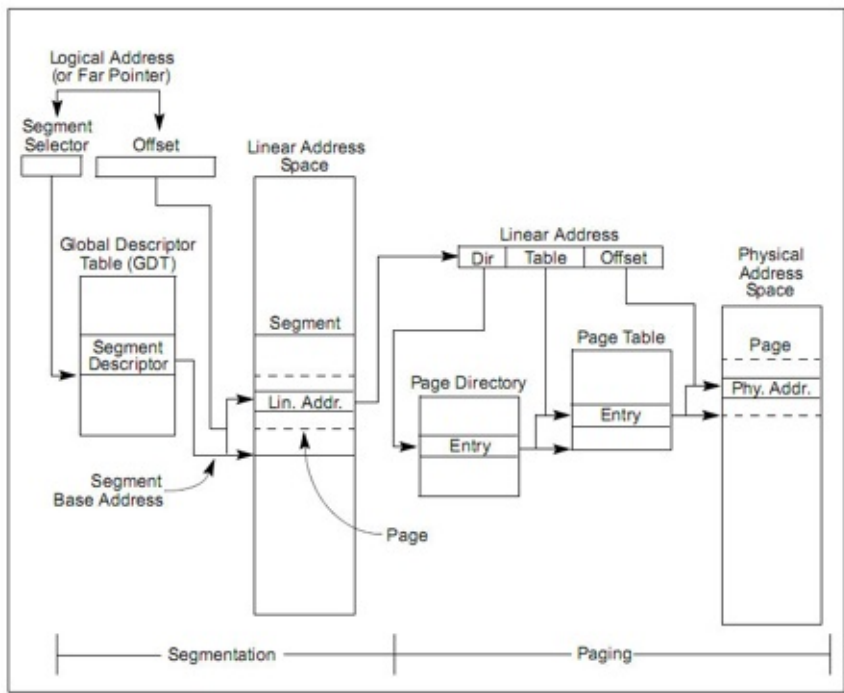 Logical Address
(or Far Pointer)
Segment
Selector
Offset
Linear Address
Space
Global Descriptor
Table (GDT)
Segment
Descriptor
Segment
Lin. Addr.
Segment
Base Address
Page
Linear Address
Dir
Table
Offset
Page Directory
Entry
Page Table
Entry
Physical
Address
Space
Page
Phy. Addr.
Segmentation
Paging